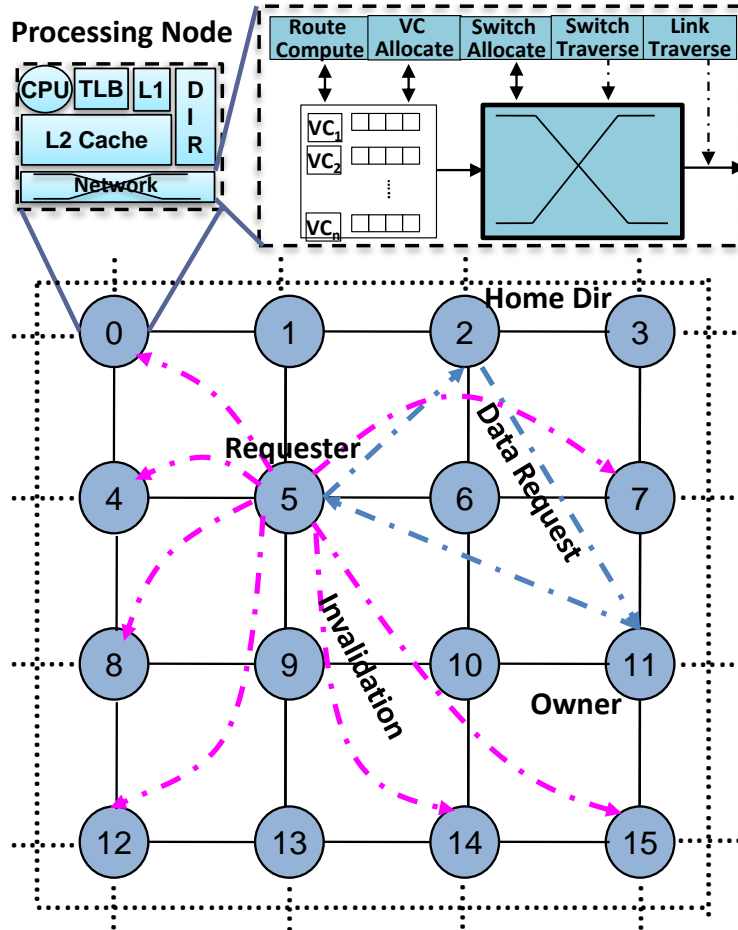 Processing Node
CPU
TLB
L1
D
I
R
L2 Cache
Network
Route Compute
VC Allocate
Switch Allocate
Switch Traverse
Link Traverse
VC1
VC2
.....
VCn
Home Dir
0
1
2
3
Requester
Data Request
4
5
6
7
Invalidation
8
9
10
11
Owner
12
13
14
15